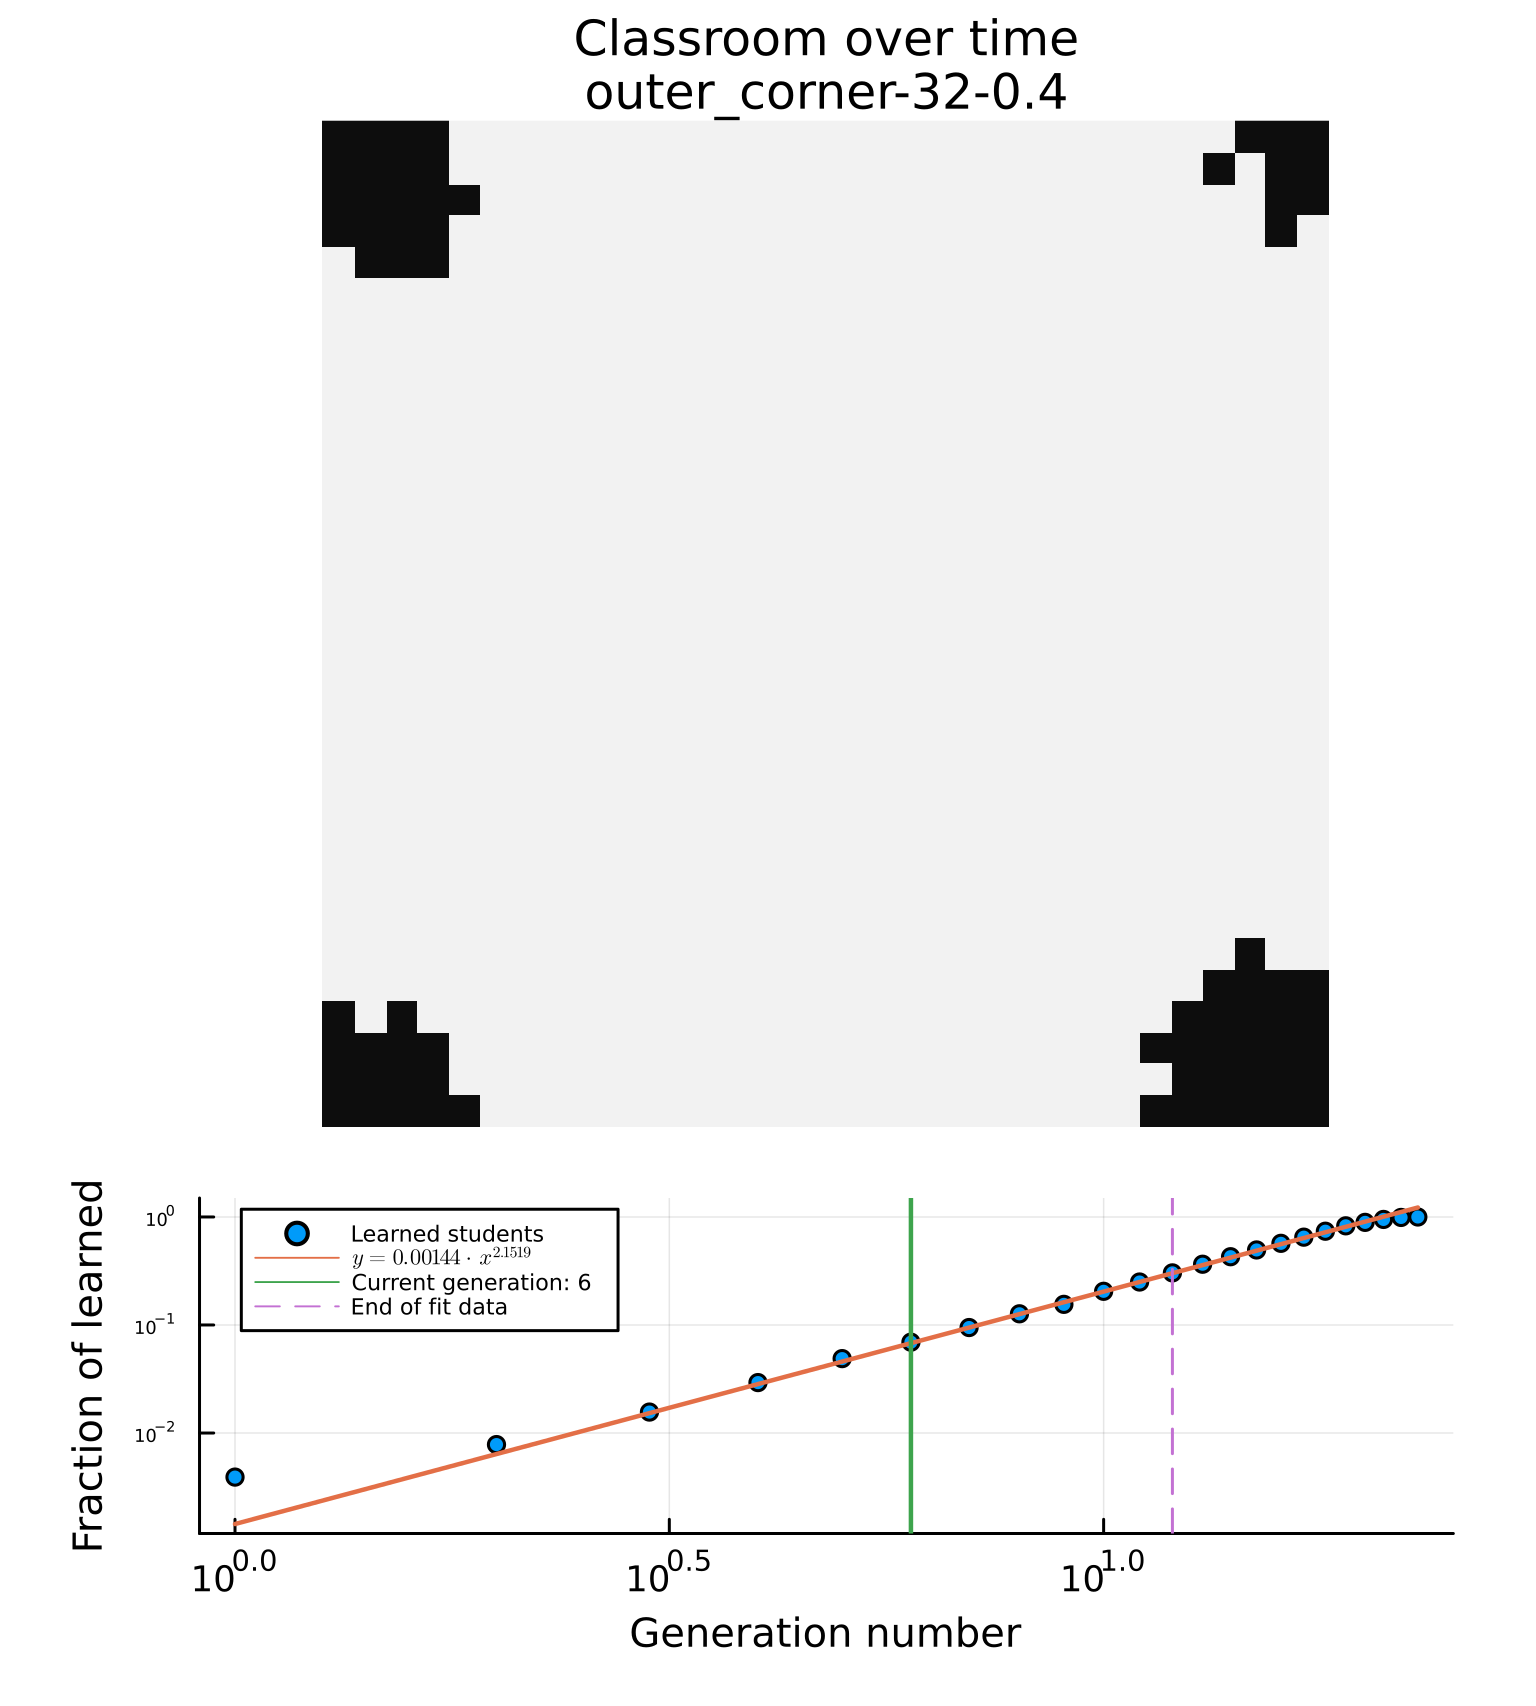 Classroom over time
outer_corner-32-0.4
Fraction of learned
10⁰
10⁻¹
10⁻²
Learned students
y = 0.00144 · x^2.1519
Current generation: 6
End of fit data
10^0.0
10^0.5
10^1.0
Generation number